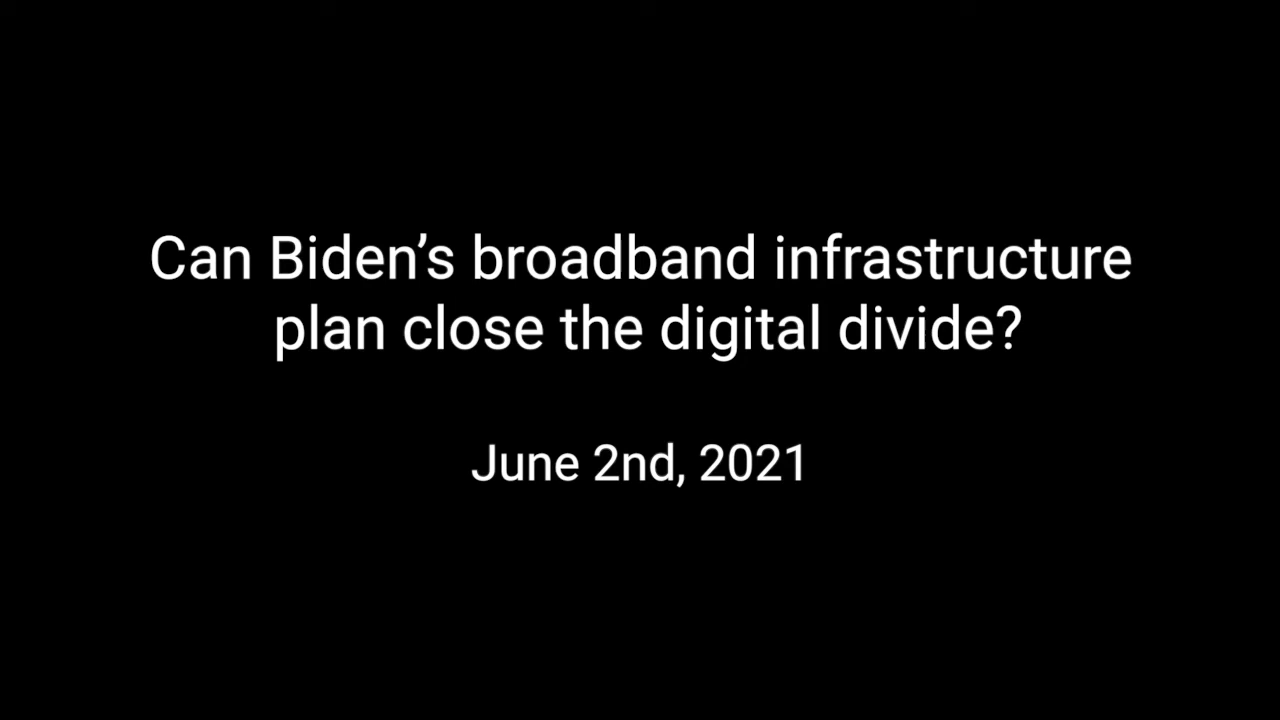 Can Biden’s broadband infrastructure
plan close the digital divide?
June 2nd, 2021